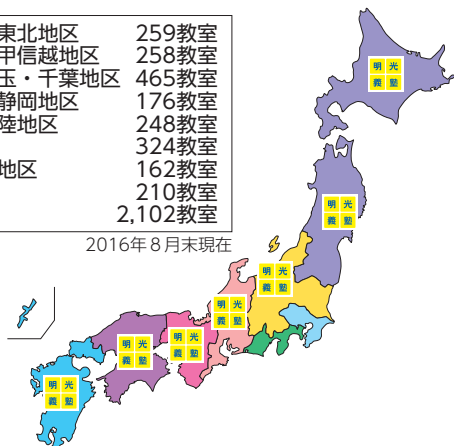 東北地区 259教室
甲信越地区 258教室
玉・千葉地区 465教室
静岡地区 176教室
陸地区 248教室
324教室
地区 162教室
210教室
2,102教室
2016年8月末現在
明光
義塾
明光
義塾
明光
義塾
明光
義塾
明光
義塾
明光
義塾
明光
義塾